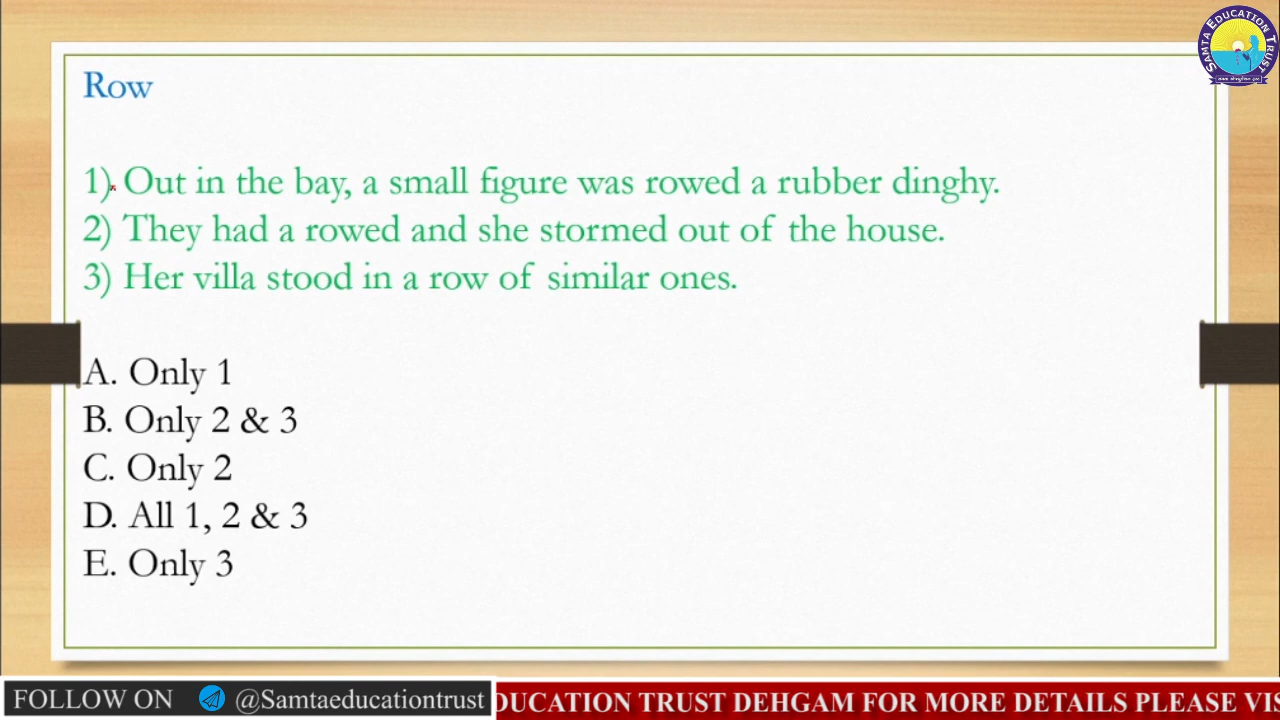 SAMTA EDUCATION TRUST
Row
1) Out in the bay, a small figure was rowed a rubber dinghy.
2) They had a rowed and she stormed out of the house.
3) Her villa stood in a row of similar ones.
A. Only 1
B. Only 2 & 3
C. Only 2
D. All 1, 2 & 3
E. Only 3
FOLLOW ON @Samtaeducationtrust
DUCATION TRUST DEHGAM FOR MORE DETAILS PLEASE VIS